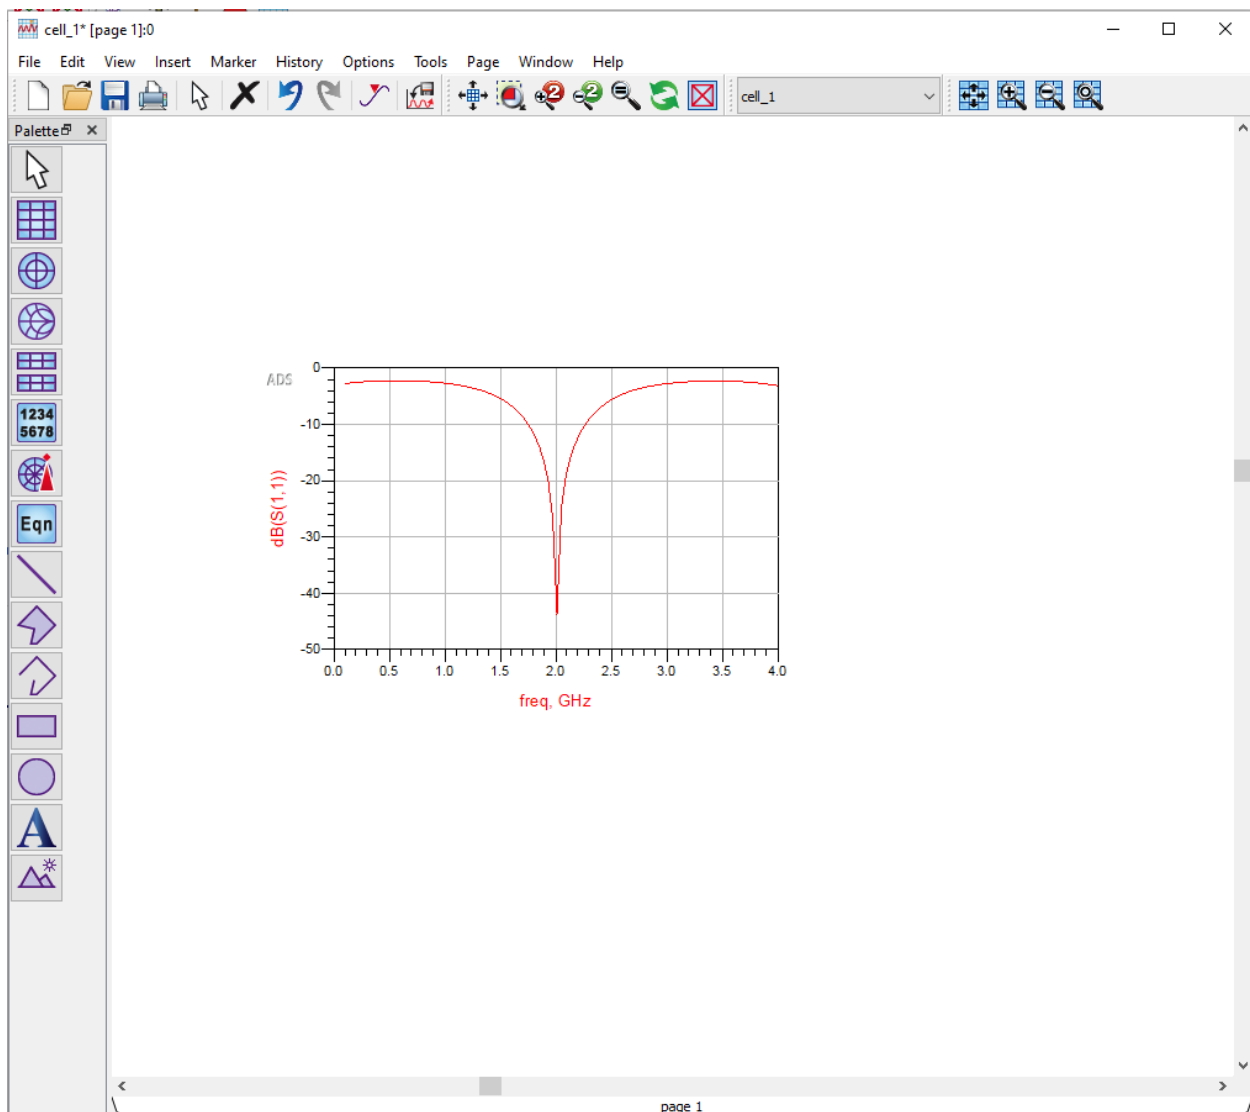 cell_1* [page 1]:0
File Edit View Insert Marker History Options Tools Page Window Help
2 2 cell_1
Palette
1234
5678
Eqn
A
ADS
0
-10
-20
-30
-40
-50
dB(S(1,1))
0.0 0.5 1.0 1.5 2.0 2.5 3.0 3.5 4.0
freq, GHz
page 1